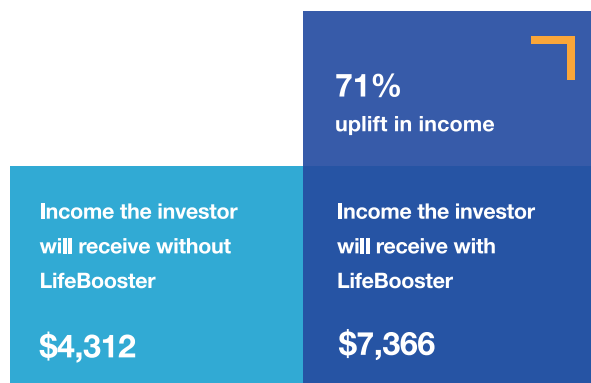 71%
uplift in income
Income the investor
will receive without
LifeBooster
$4,312
Income the investor
will receive with
LifeBooster
$7,366